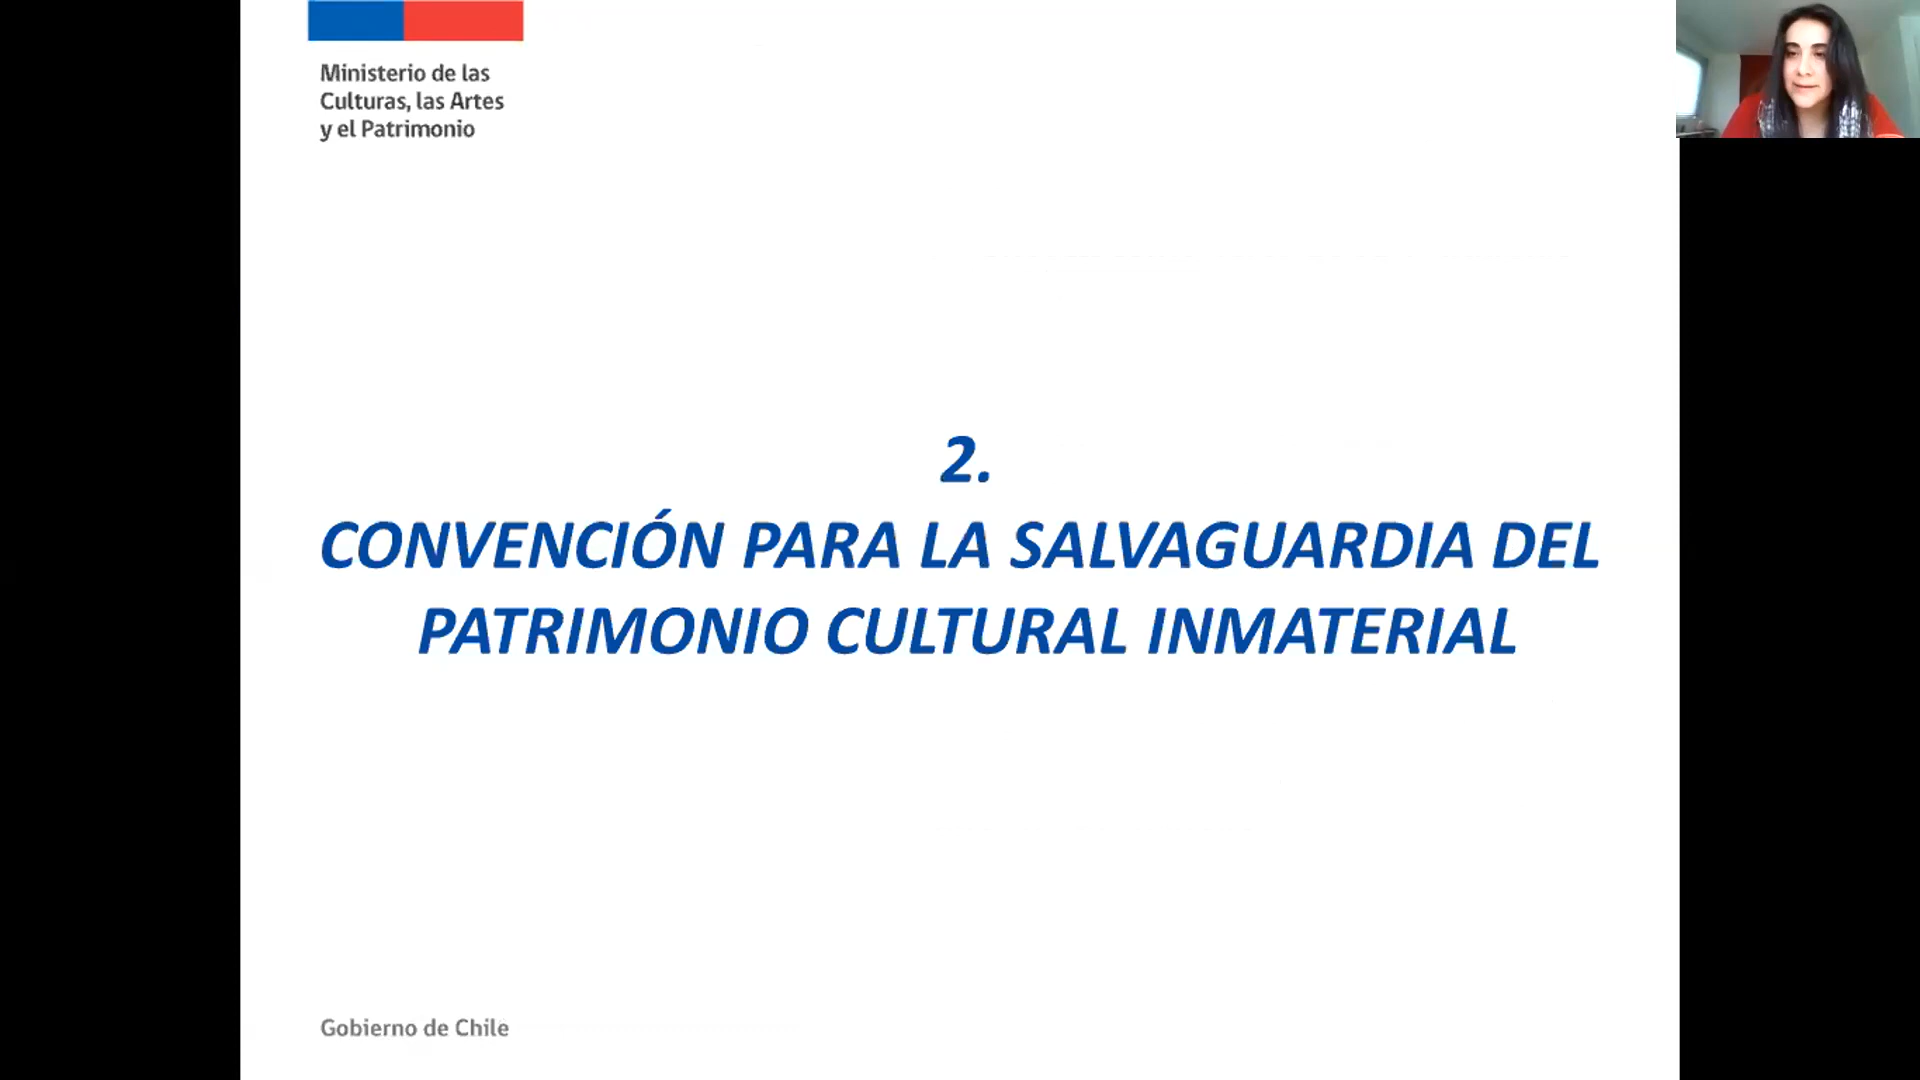 Ministerio de las
Culturas, las Artes
y el Patrimonio
2.
CONVENCIÓN PARA LA SALVAGUARDIA DEL
PATRIMONIO CULTURAL INMATERIAL
Gobierno de Chile